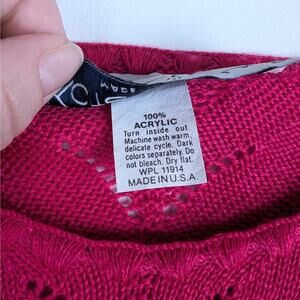 100%
ACRYLIC
Turn inside out.
Machine wash warm,
delicate cycle. Dark
colors separately. Do
not bleach. Dry flat.
WPL 11914
MADE IN U.S.A.